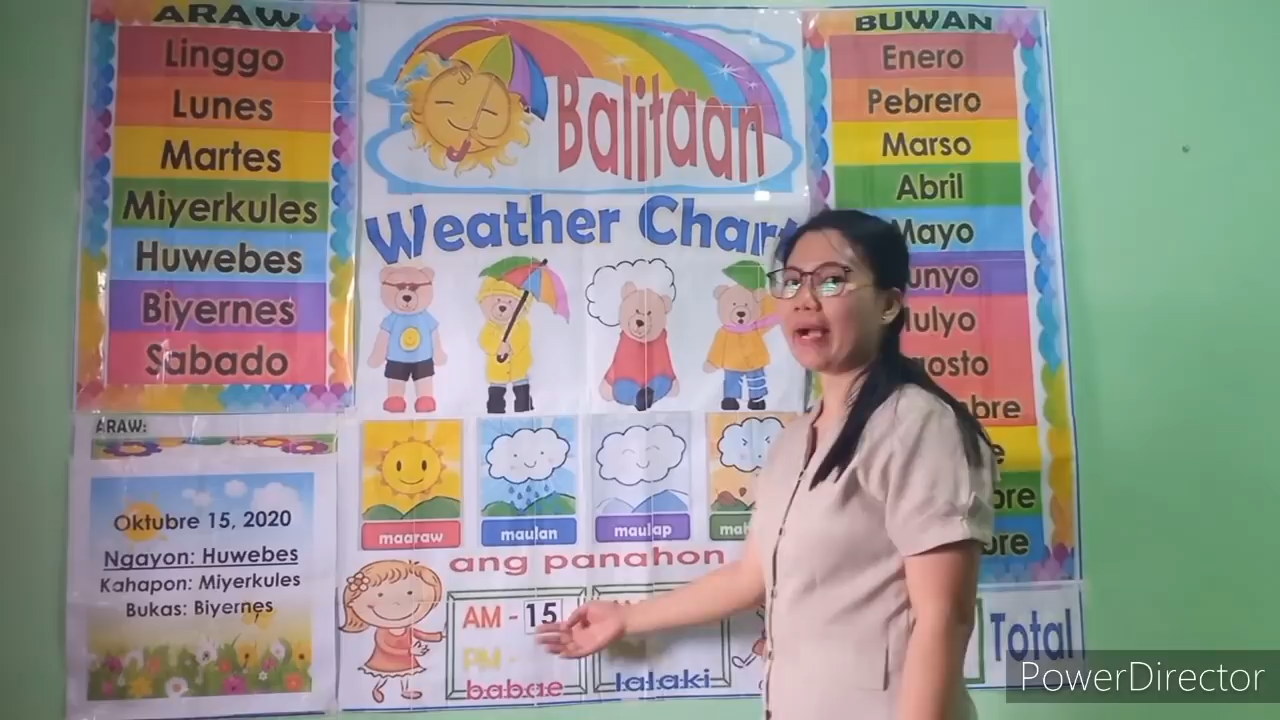 ARAW
Linggo
Lunes
Martes
Miyerkules
Huwebes
Biyernes
Sabado
ARAW:
Oktubre 15, 2020
Ngayon: Huwebes
Kahapon: Miyerkules
Bukas: Biyernes
Balitaan
Weather Chart
maaraw
maulan
maulap
ang panahon
AM - 15
PM -
babae
lalaki
BUWAN
Enero
Pebrero
Marso
Abril
Mayo
Total
PowerDirector